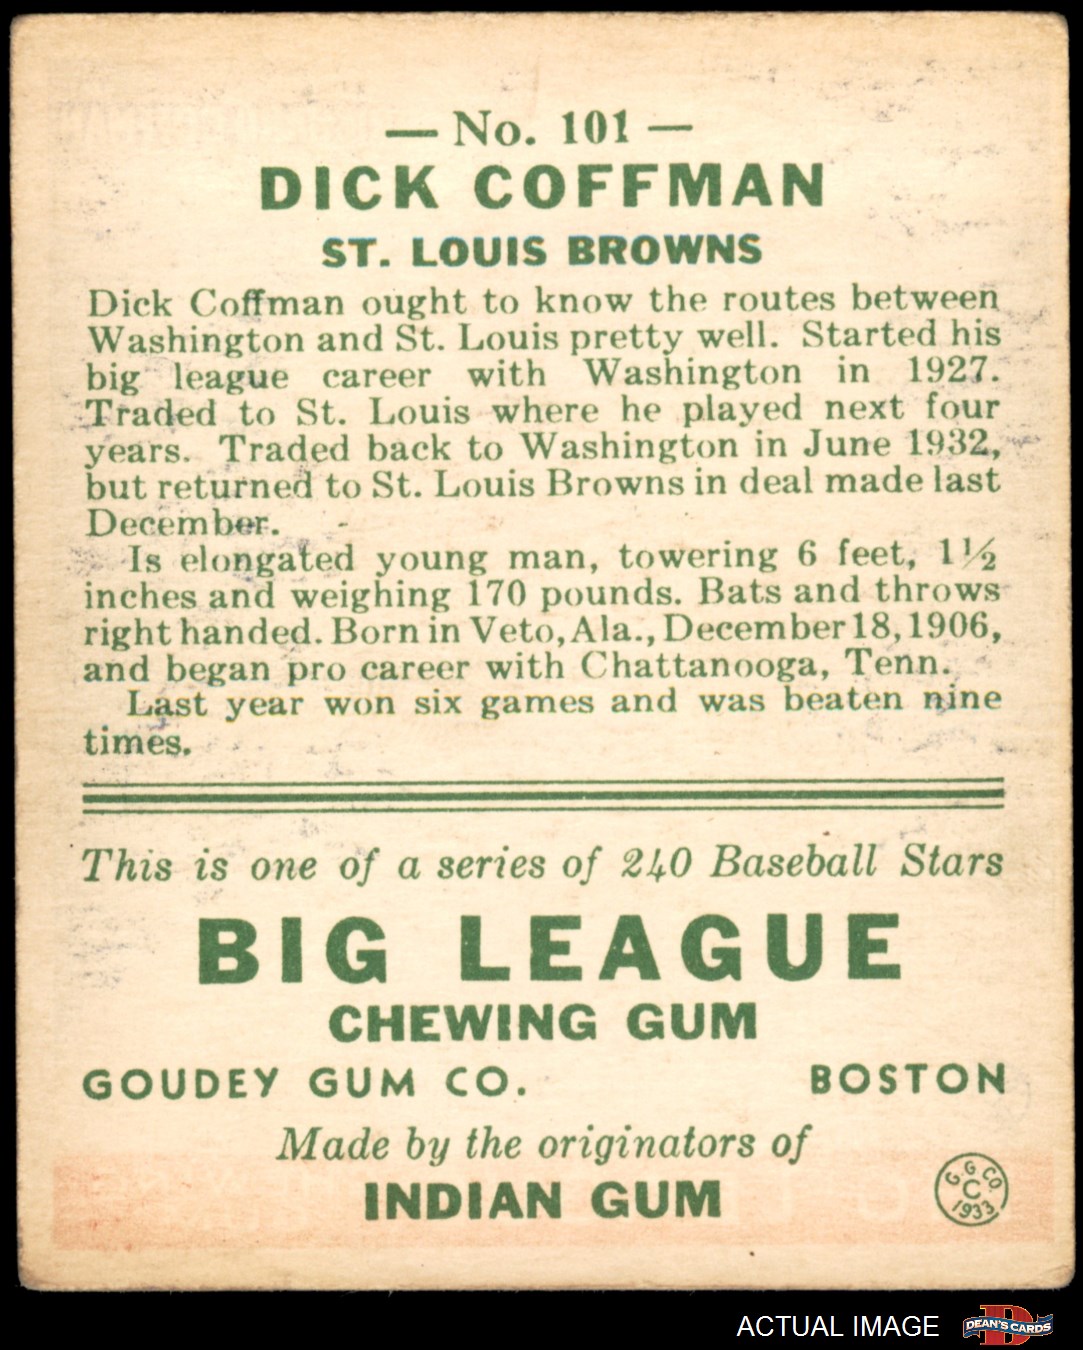 — No. 101 —
DICK COFFMAN
ST. LOUIS BROWNS
Dick Coffman ought to know the routes between
Washington and St. Louis pretty well. Started his
big league career with Washington in 1927.
Traded to St. Louis where he played next four
years. Traded back to Washington in June 1932,
but returned to St. Louis Browns in deal made last
December.
Is elongated young man, towering 6 feet, 1½
inches and weighing 170 pounds. Bats and throws
right handed. Born in Veto, Ala., December 18, 1906,
and began pro career with Chattanooga, Tenn.
Last year won six games and was beaten nine
times.
This is one of a series of 240 Baseball Stars
BIG LEAGUE
CHEWING GUM
GOUDEY GUM CO. BOSTON
Made by the originators of
INDIAN GUM
G. G. CO.
C
1933
ACTUAL IMAGE
D
DEAN'S CARDS